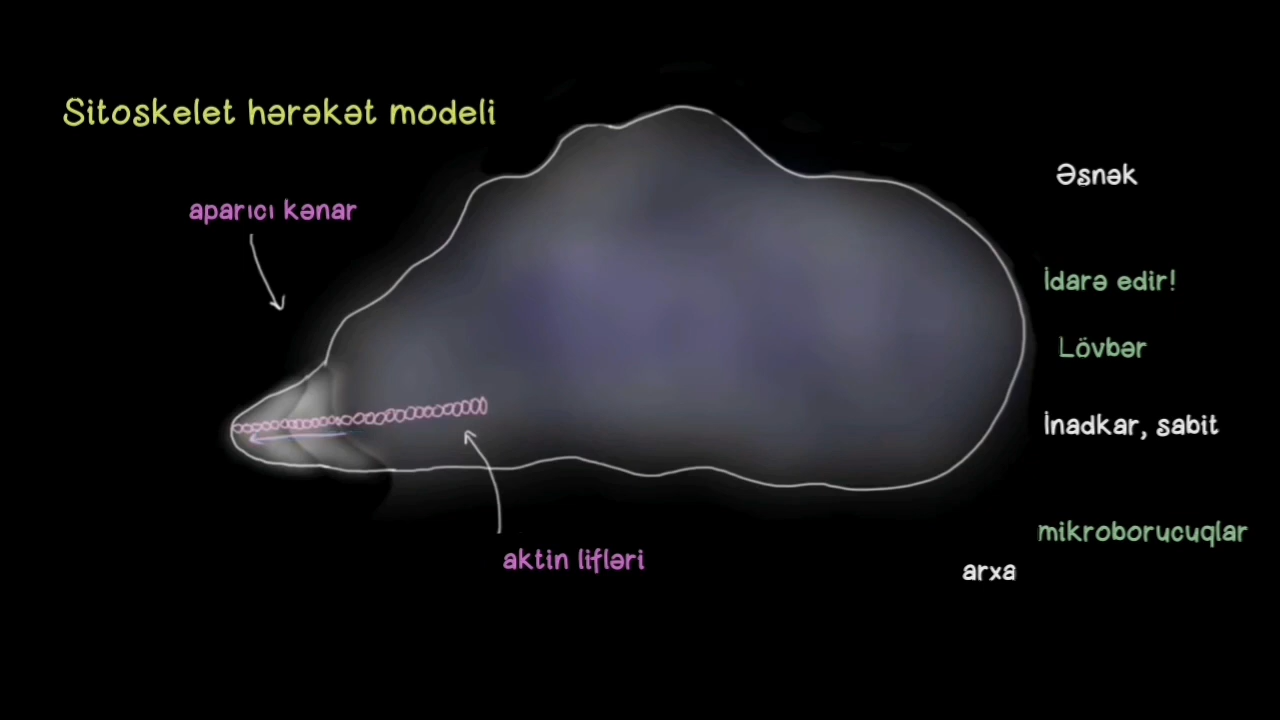 Sitoskelet hərəkət modeli
aparıcı kənar
aktin lifləri
Əsnək
İdarə edir!
Lövbər
İnadkar, sabit
mikroborucuqlar
arxa